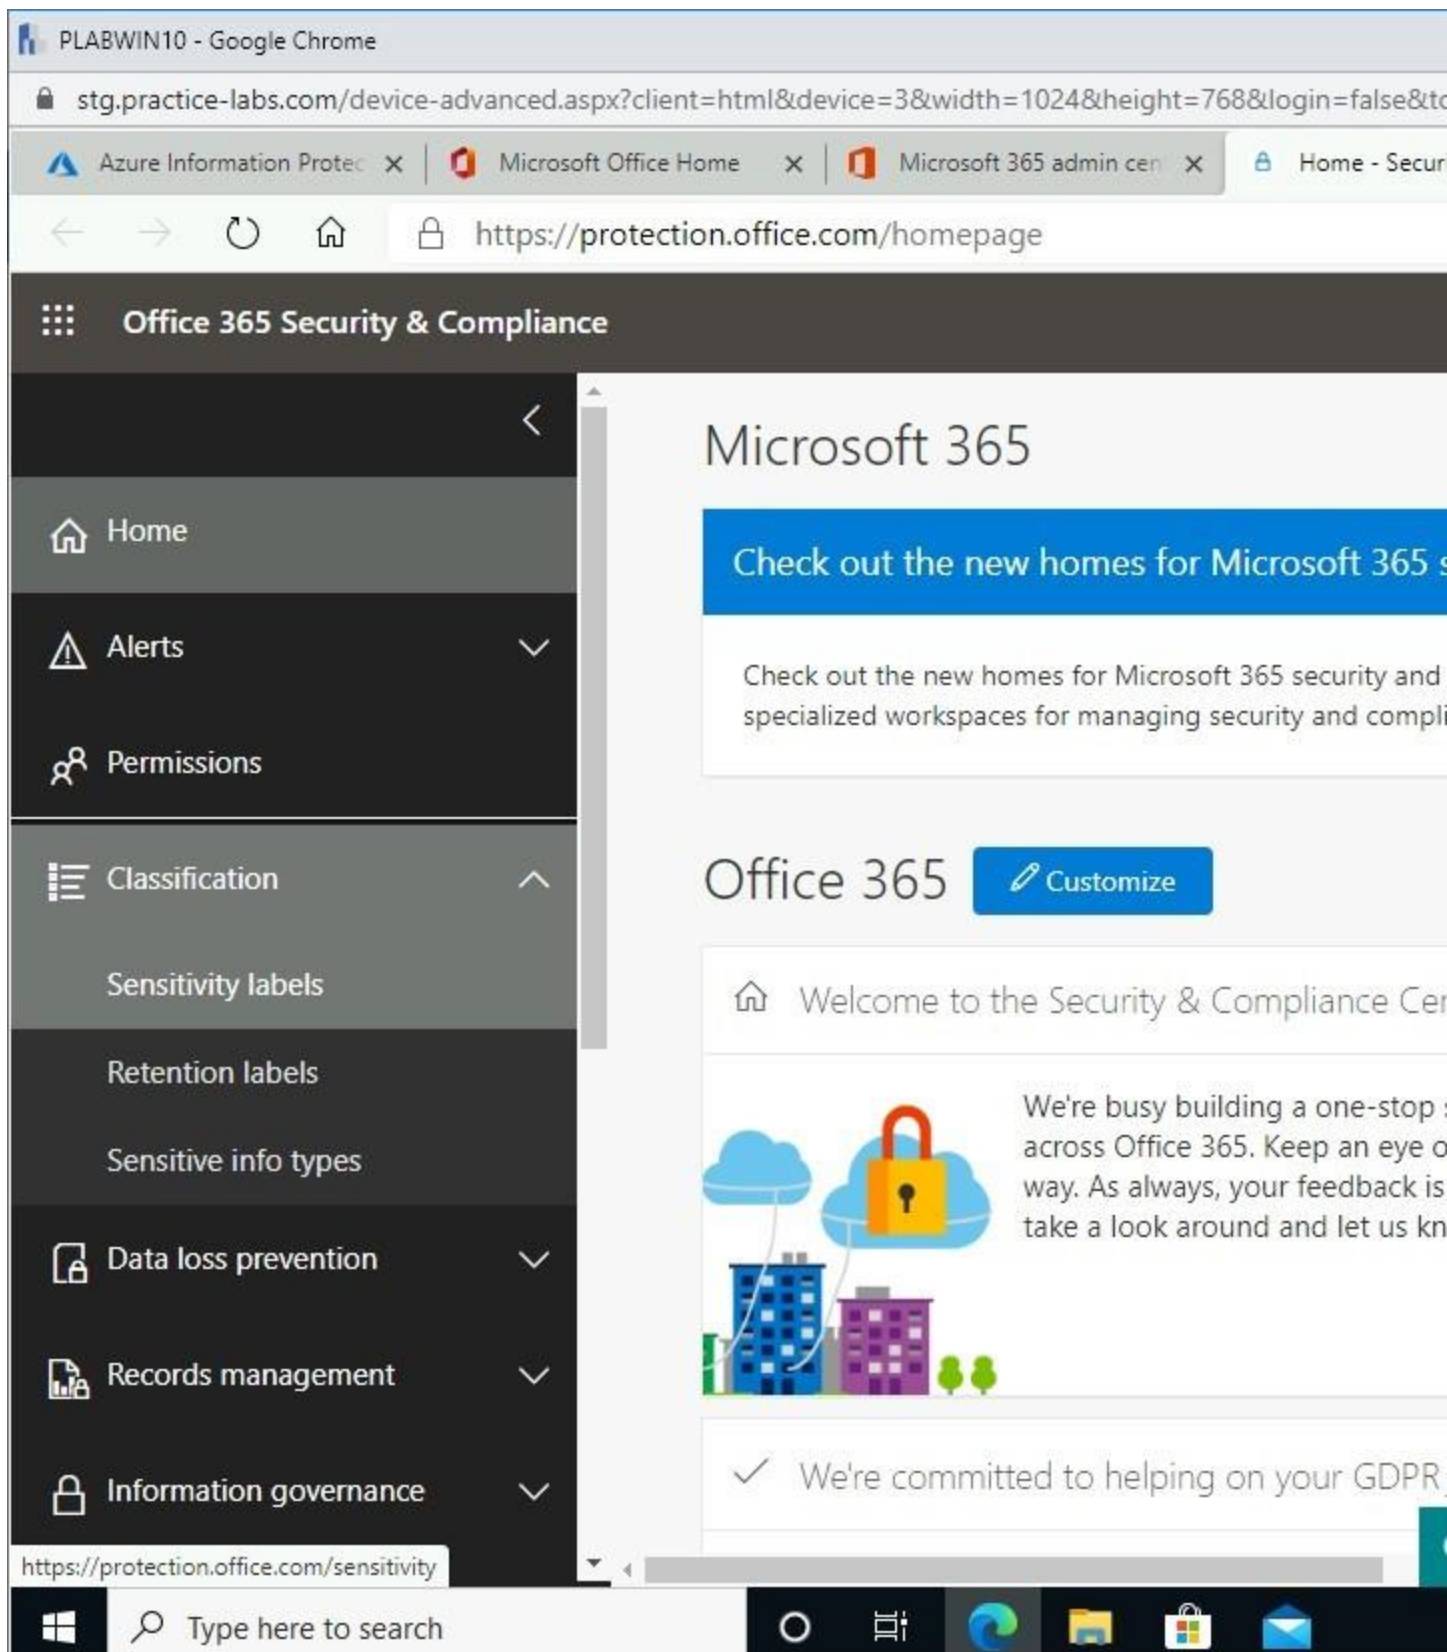 PLABWIN10 - Google Chrome
stg.practice-labs.com/device-advanced.aspx?client=html&device=3&width=1024&height=768&login=false&to
Azure Information Protec
Microsoft Office Home
Microsoft 365 admin cen
Home - Secur
https://protection.office.com/homepage
Office 365 Security & Compliance
Home
Alerts
Permissions
Classification
Sensitivity labels
Retention labels
Sensitive info types
Data loss prevention
Records management
Information governance
https://protection.office.com/sensitivity
Microsoft 365
Check out the new homes for Microsoft 365 s
Check out the new homes for Microsoft 365 security and
specialized workspaces for managing security and compli
Office 365
Customize
Welcome to the Security & Compliance Cen
We're busy building a one-stop s
across Office 365. Keep an eye o
way. As always, your feedback is
take a look around and let us kn
We're committed to helping on your GDPR
Type here to search